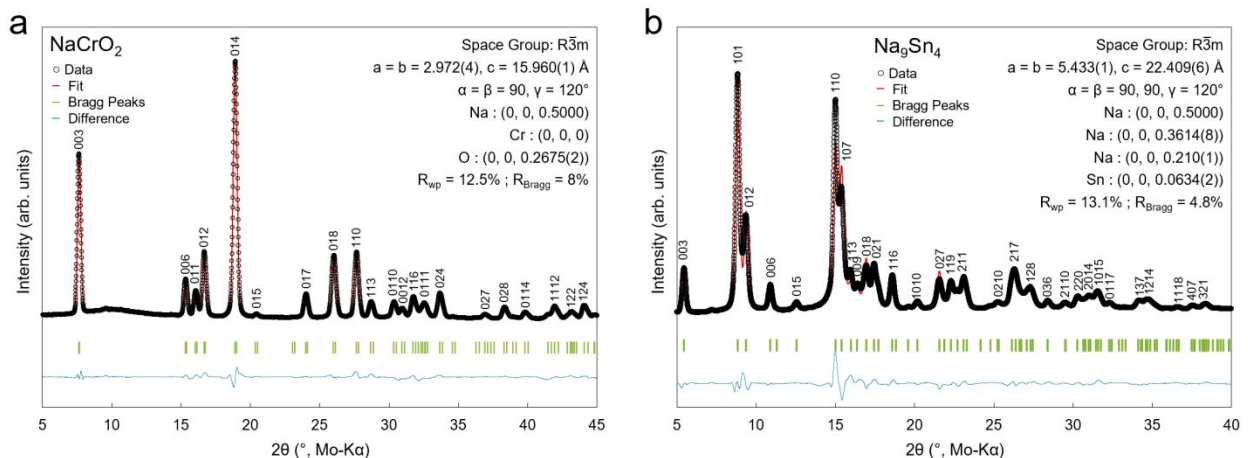 a
NaCrO₂
Data
Fit
Bragg Peaks
Difference
Space Group: R3̅m
a = b = 2.972(4), c = 15.960(1) Å
α = β = 90, γ = 120°
Na : (0, 0, 0.5000)
Cr : (0, 0, 0)
O : (0, 0, 0.2675(2))
Rwp = 12.5% ; RBragg = 8%
003
006
011
012
014
015
017
018
110
113
0110
0012
116
0111
024
027
028
0114
1112
122
124
Intensity (arb. units)
5 10 15 20 25 30 35 40 45
2θ (°, Mo-Kα)
b
Na₉Sn₄
Data
Fit
Bragg Peaks
Difference
Space Group: R3̅m
a = b = 5.433(1), c = 22.409(6) Å
α = β = 90, 90, γ = 120°
Na : (0, 0, 0.5000)
Na : (0, 0, 0.3614(8))
Na : (0, 0, 0.210(1))
Sn : (0, 0, 0.0634(2))
Rwp = 13.1% ; RBragg = 4.8%
003
101
012
006
015
110
107
113
009
018
021
116
1010
027
119
211
0210
217
128
036
2110
220
2014
1015
0117
137
1214
1118
407
321
Intensity (arb. units)
5 10 15 20 25 30 35 40
2θ (°, Mo-Kα)